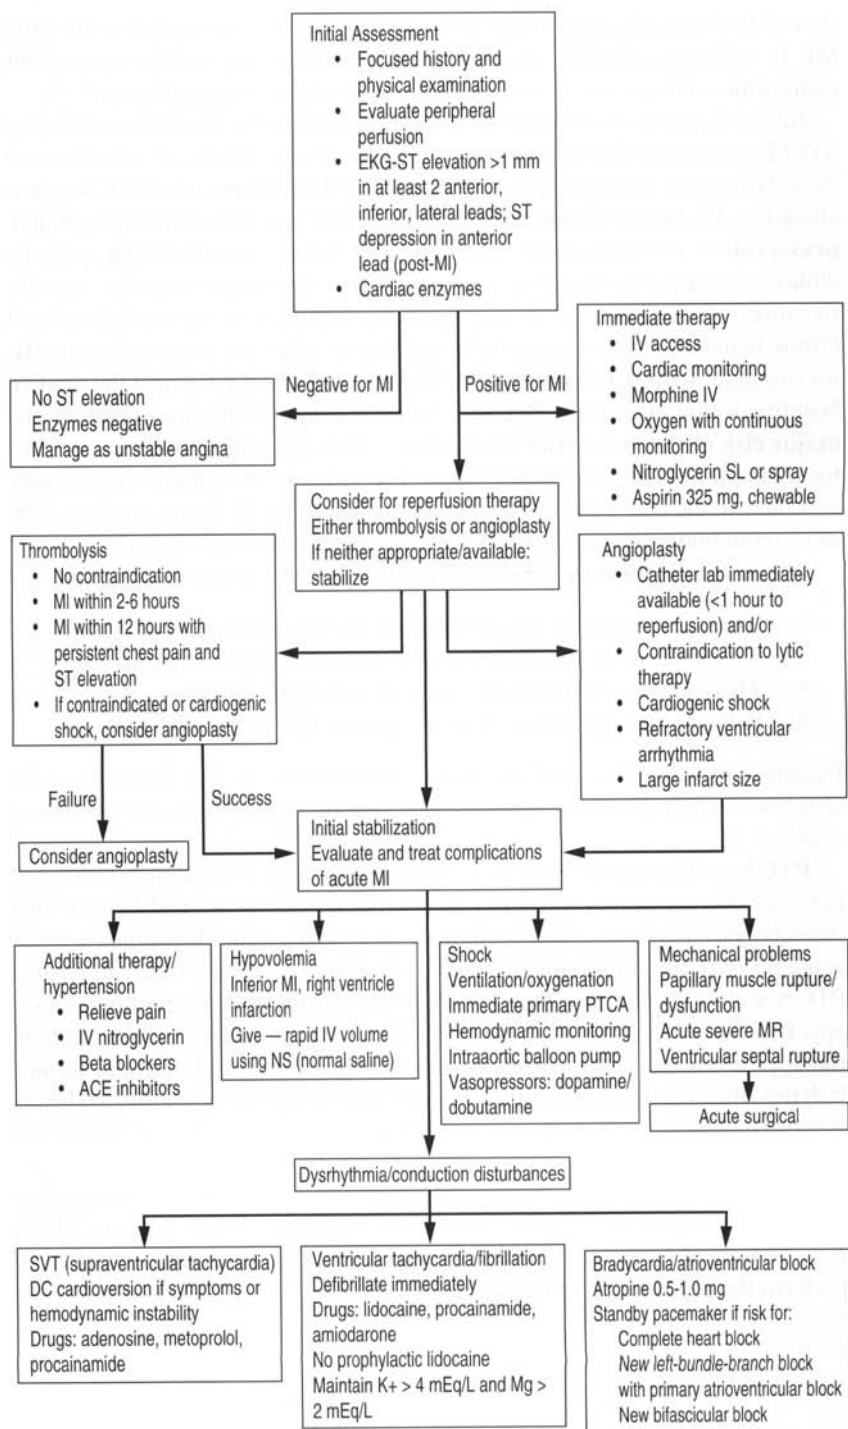 Initial Assessment
• Focused history and
physical examination
• Evaluate peripheral
perfusion
• EKG-ST elevation >1 mm
in at least 2 anterior,
inferior, lateral leads; ST
depression in anterior
lead (post-MI)
• Cardiac enzymes
Negative for MI
Positive for MI
No ST elevation
Enzymes negative
Manage as unstable angina
Immediate therapy
• IV access
• Cardiac monitoring
• Morphine IV
• Oxygen with continuous
monitoring
• Nitroglycerin SL or spray
• Aspirin 325 mg, chewable
Consider for reperfusion therapy
Either thrombolysis or angioplasty
If neither appropriate/available:
stabilize
Thrombolysis
• No contraindication
• MI within 2-6 hours
• MI within 12 hours with
persistent chest pain and
ST elevation
• If contraindicated or cardiogenic
shock, consider angioplasty
Angioplasty
• Catheter lab immediately
available (<1 hour to
reperfusion) and/or
• Contraindication to lytic
therapy
• Cardiogenic shock
• Refractory ventricular
arrhythmia
• Large infarct size
Failure
Success
Consider angioplasty
Initial stabilization
Evaluate and treat complications
of acute MI
Additional therapy/
hypertension
• Relieve pain
• IV nitroglycerin
• Beta blockers
• ACE inhibitors
Hypovolemia
Inferior MI, right ventricle
infarction
Give — rapid IV volume
using NS (normal saline)
Shock
Ventilation/oxygenation
Immediate primary PTCA
Hemodynamic monitoring
Intraaortic balloon pump
Vasopressors: dopamine/
dobutamine
Mechanical problems
Papillary muscle rupture/
dysfunction
Acute severe MR
Ventricular septal rupture
Acute surgical
Dysrhythmia/conduction disturbances
SVT (supraventricular tachycardia)
DC cardioversion if symptoms or
hemodynamic instability
Drugs: adenosine, metoprolol,
procainamide
Ventricular tachycardia/fibrillation
Defibrillate immediately
Drugs: lidocaine, procainamide,
amiodarone
No prophylactic lidocaine
Maintain K+ > 4 mEq/L and Mg >
2 mEq/L
Bradycardia/atrioventricular block
Atropine 0.5-1.0 mg
Standby pacemaker if risk for:
Complete heart block
New left-bundle-branch block
with primary atrioventricular block
New bifascicular block